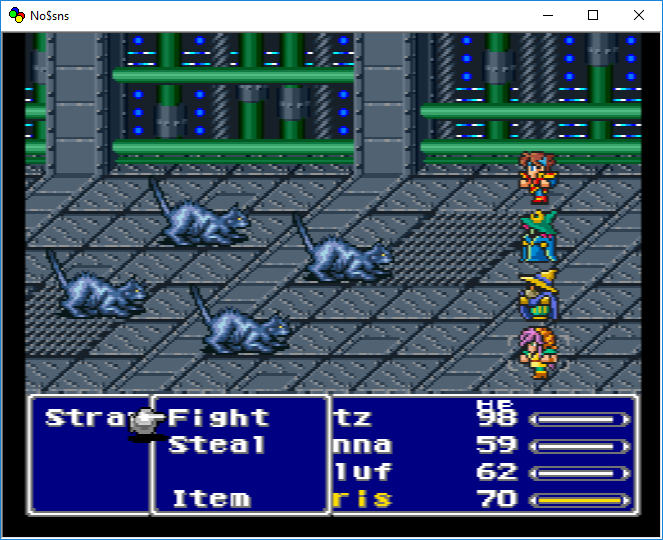 No$sns
HP
Stra Fight tz 98
Steal nna 59
luf 62
Item ris 70